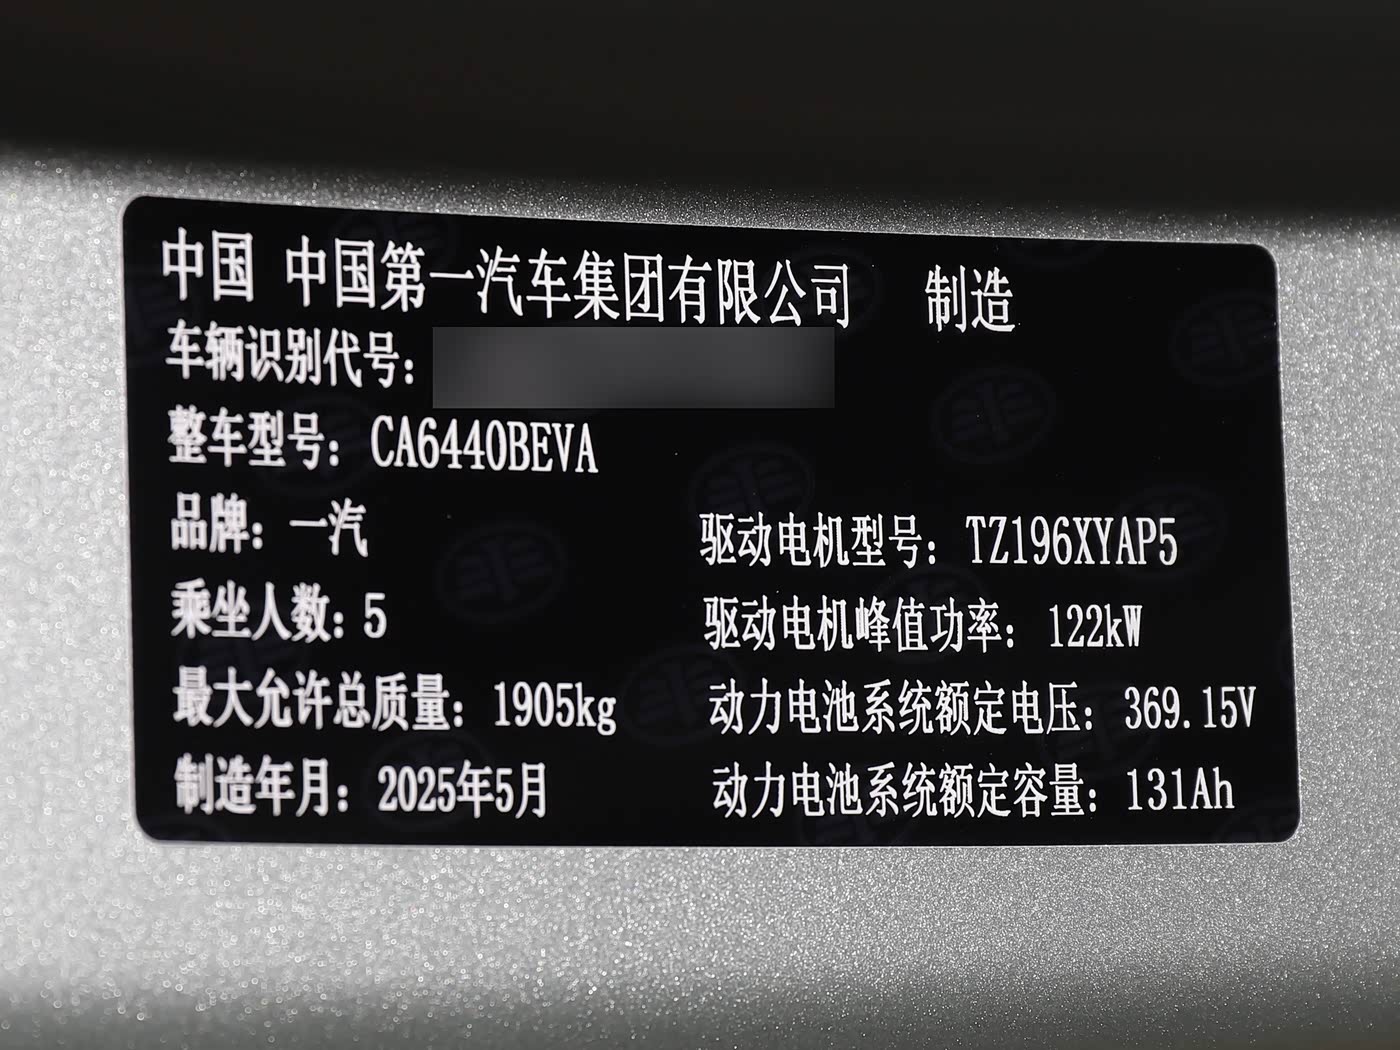 中国 中国第一汽车集团有限公司 制造
车辆识别代号：
整车型号：CA6440BEVA
品牌：一汽
驱动电机型号：TZ196XYAP5
乘坐人数：5
驱动电机峰值功率：122kW
最大允许总质量：1905kg
动力电池系统额定电压：369.15V
制造年月：2025年5月
动力电池系统额定容量：131Ah